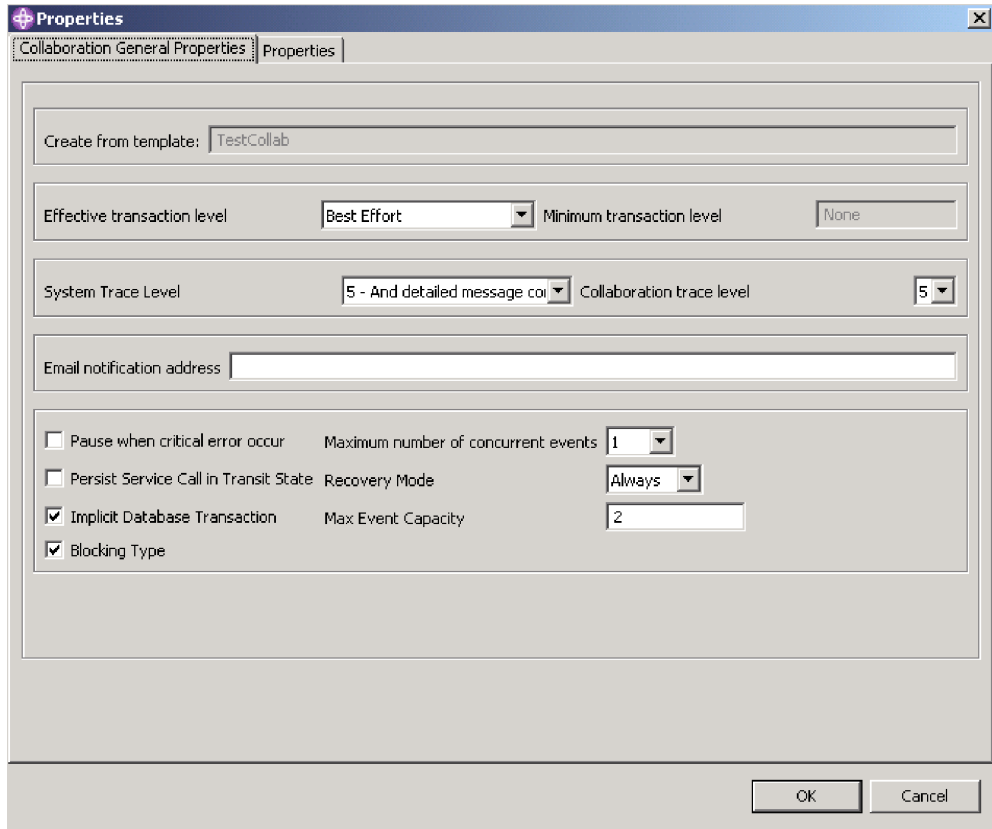 Properties
Collaboration General Properties Properties
Create from template: TestCollab
Effective transaction level Best Effort Minimum transaction level None
System Trace Level 5 - And detailed message co Collaboration trace level 5
Email notification address
Pause when critical error occur Maximum number of concurrent events 1
Persist Service Call in Transit State Recovery Mode Always
Implicit Database Transaction Max Event Capacity 2
Blocking Type
OK Cancel